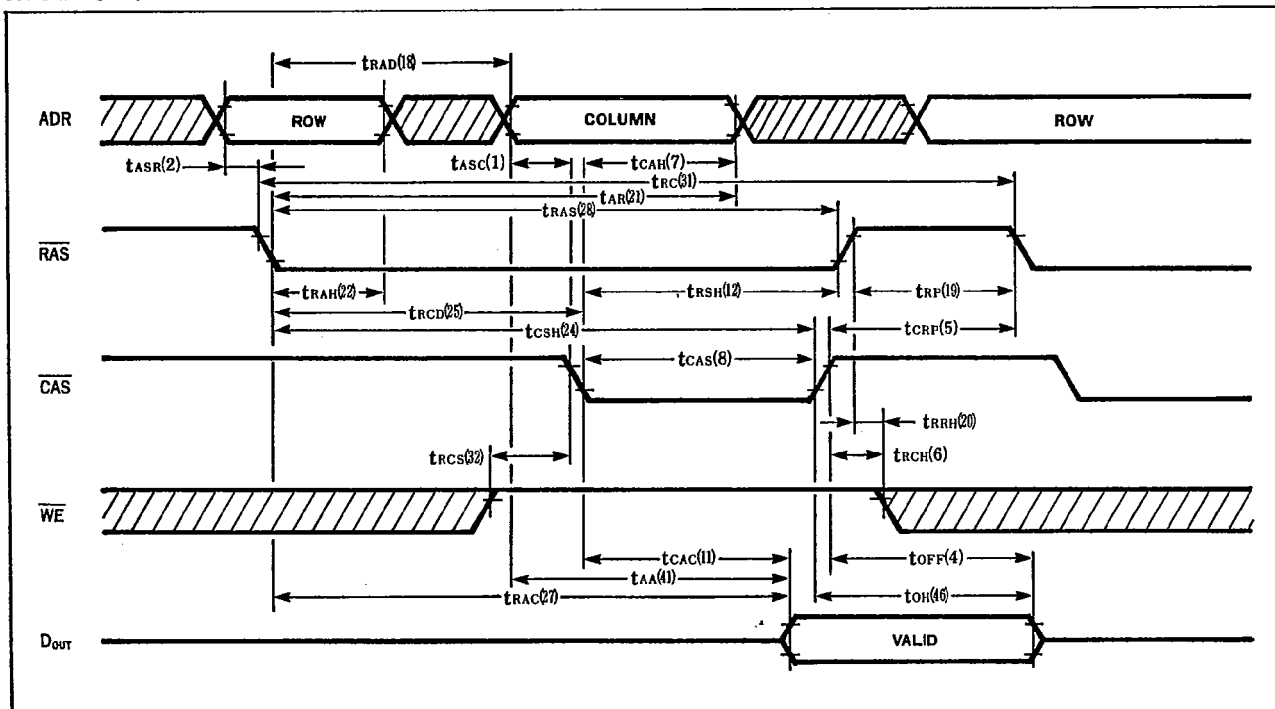 tRAD(18)
ADR ROW COLUMN ROW
tASR(2) tASC(1) tCAH(7)
tRC(31)
tAR(21)
tRAS(28)
RAS
tRAH(22) tRSH(12) tRP(19)
tRCD(25)
tCSH(24) tCRP(5)
tCAS(8)
CAS
tRRH(20)
tRCS(32) tRCH(6)
WE
tCAC(11) tOFF(4)
tAA(41)
tRAC(27) tOH(46)
DOUT VALID